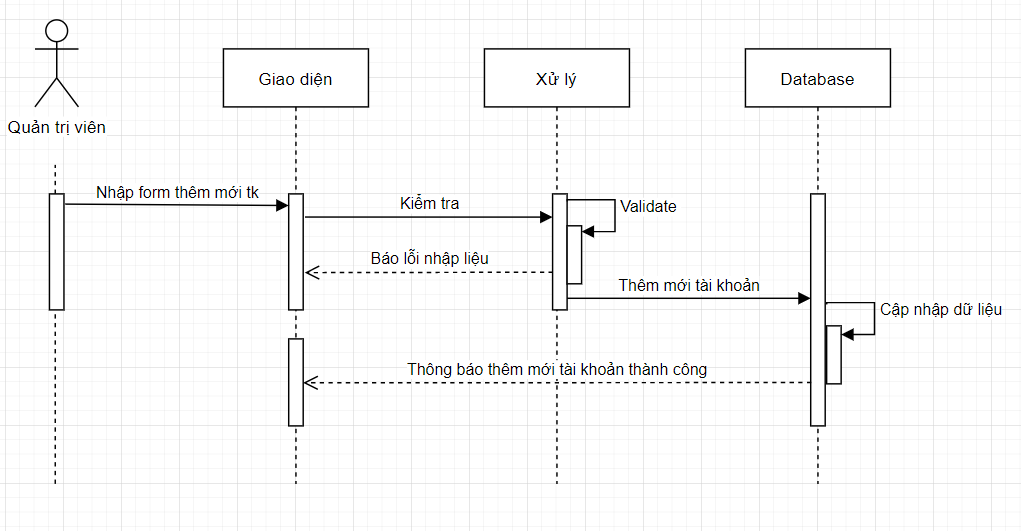 Giao diện
Xử lý
Database
Quản trị viên
Nhập form thêm mới tk
Kiểm tra
Validate
Báo lỗi nhập liệu
Thêm mới tài khoản
Cập nhập dữ liệu
Thông báo thêm mới tài khoản thành công